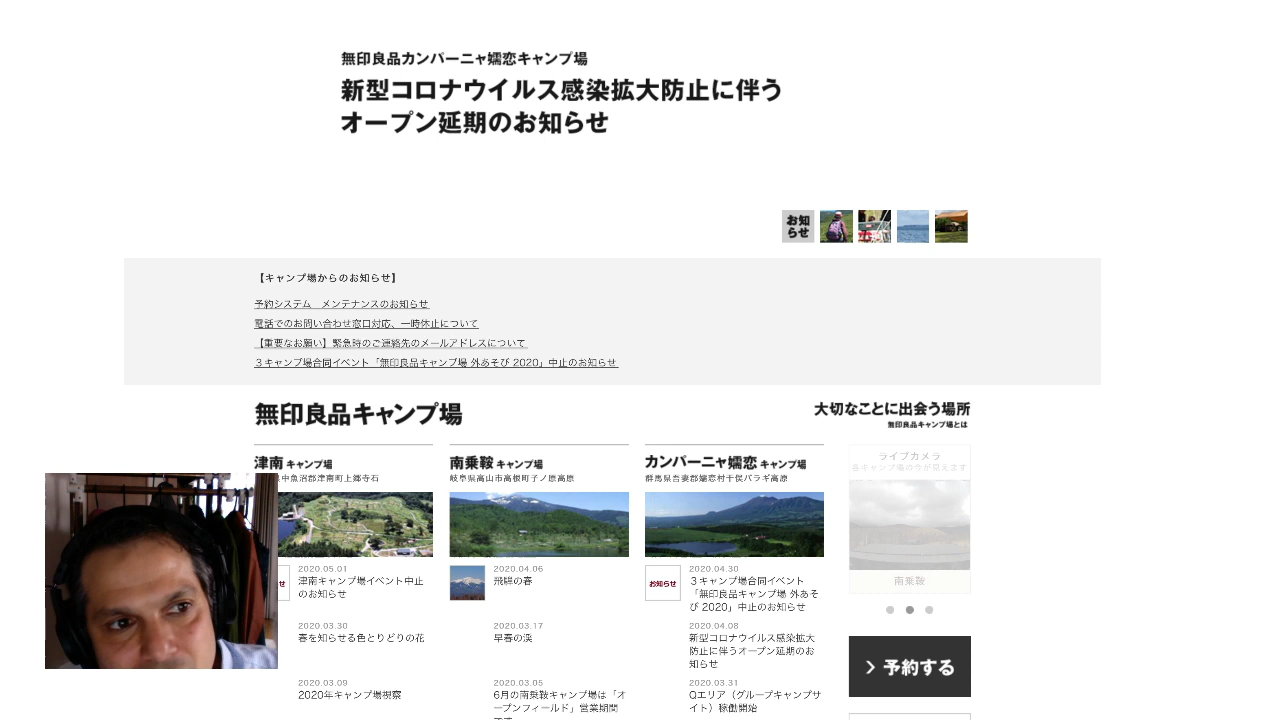 無印良品カンパーニャ嬬恋キャンプ場
新型コロナウイルス感染拡大防止に伴う
オープン延期のお知らせ
お知
らせ
【キャンプ場からのお知らせ】
予約システム　メンテナンスのお知らせ
電話でのお問い合わせ窓口対応、一時休止について
【重要なお願い】緊急時のご連絡先のメールアドレスについて
３キャンプ場合同イベント「無印良品キャンプ場 外あそび 2020」中止のお知らせ
無印良品キャンプ場
大切なことに出会う場所
無印良品キャンプ場とは
津南 キャンプ場
中魚沼郡津南町上郷寺石
2020.05.01
津南キャンプ場イベント中止
のお知らせ
2020.03.30
春を知らせる色とりどりの花
2020.03.09
2020年キャンプ場視察
南乗鞍 キャンプ場
岐阜県高山市高根町子ノ原高原
2020.04.06
飛騨の春
2020.03.17
早春の渓
2020.03.05
6月の南乗鞍キャンプ場は「オ
ープンフィールド」営業期間
です
カンパーニャ嬬恋 キャンプ場
群馬県吾妻郡嬬恋村干俣バラギ高原
お知らせ
2020.04.30
３キャンプ場合同イベント
「無印良品キャンプ場 外あそ
び 2020」中止のお知らせ
2020.04.08
新型コロナウイルス感染拡大
防止に伴うオープン延期のお
知らせ
2020.03.31
Qエリア（グループキャンプサ
イト）稼働開始
ライブカメラ
各キャンプ場の今が見えます
南乗鞍
予約する